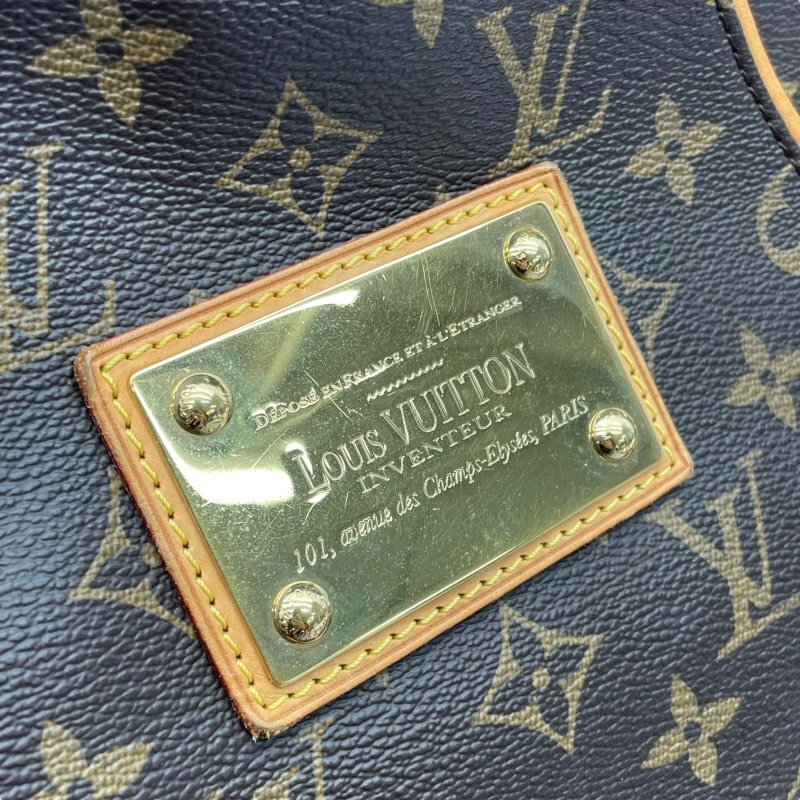 DÉPOSÉ EN FRANCE ET À L'ÉTRANGER
LOUIS VUITTON
INVENTEUR
101, avenue des Champs-Elysées, PARIS